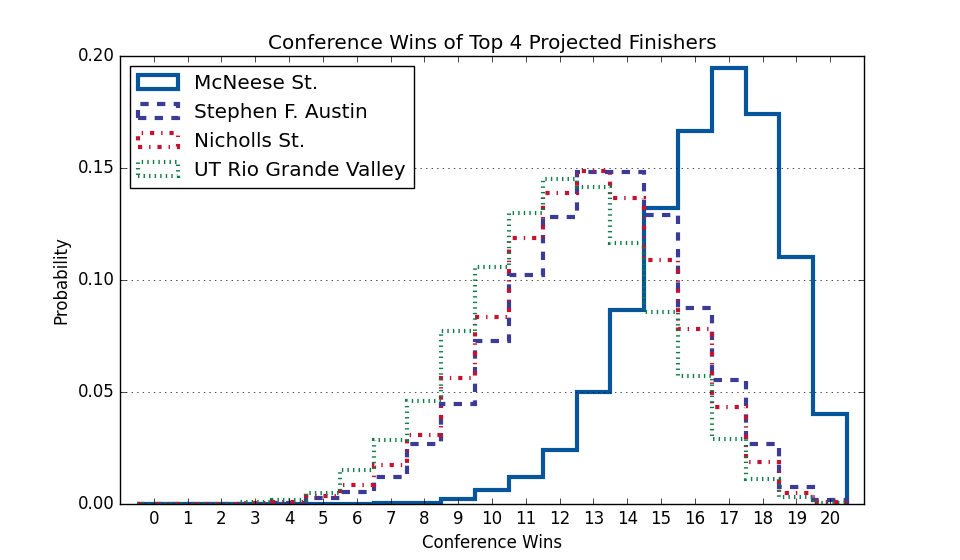 Conference Wins of Top 4 Projected Finishers
McNeese St.
Stephen F. Austin
Nicholls St.
UT Rio Grande Valley
0.20
0.15
0.10
0.05
0.00
Probability
0 1 2 3 4 5 6 7 8 9 10 11 12 13 14 15 16 17 18 19 20
Conference Wins